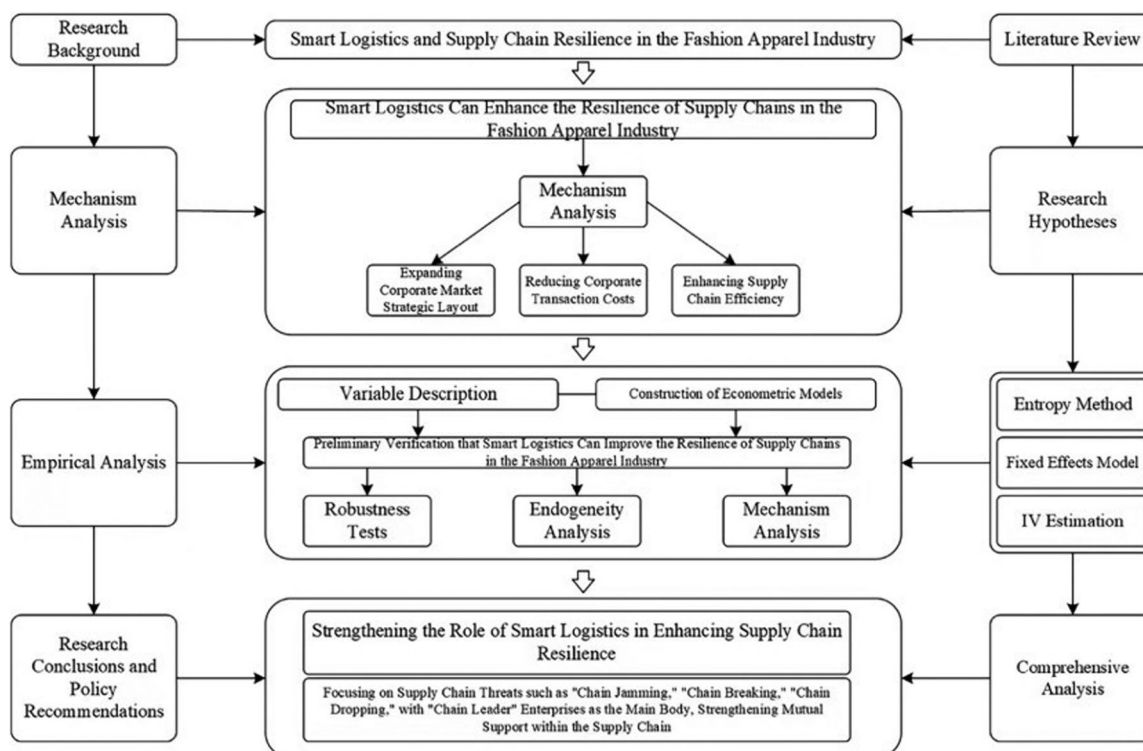 Research
Background
Smart Logistics and Supply Chain Resilience in the Fashion Apparel Industry
Literature Review
Smart Logistics Can Enhance the Resilience of Supply Chains in the
Fashion Apparel Industry
Mechanism
Analysis
Mechanism
Analysis
Research
Hypotheses
Expanding
Corporate Market
Strategic Layout
Reducing Corporate
Transaction Costs
Enhancing Supply
Chain Efficiency
Variable Description
Construction of Econometric Models
Entropy Method
Empirical Analysis
Preliminary Verification that Smart Logistics Can Improve the Resilience of Supply Chains
in the Fashion Apparel Industry
Fixed Effects Model
Robustness
Tests
Endogeneity
Analysis
Mechanism
Analysis
IV Estimation
Research
Conclusions and
Policy
Recommendations
Strengthening the Role of Smart Logistics in Enhancing Supply Chain
Resilience
Focusing on Supply Chain Threats such as "Chain Jamming," "Chain Breaking," "Chain
Dropping," with "Chain Leader" Enterprises as the Main Body, Strengthening Mutual
Support within the Supply Chain
Comprehensive
Analysis